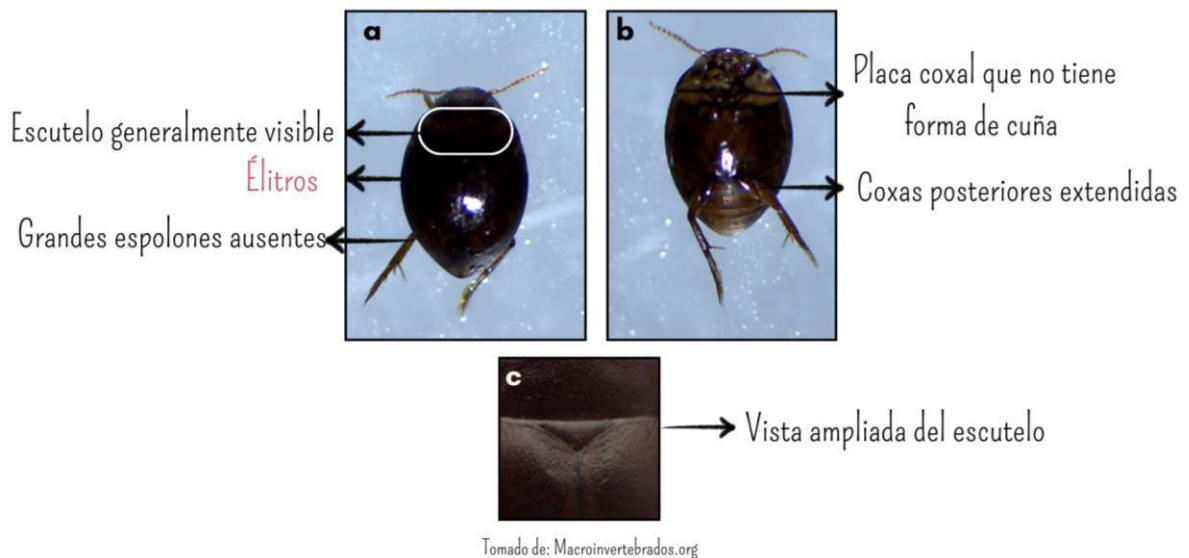 a
b
Escutelo generalmente visible
Élitros
Grandes espolones ausentes
Placa coxal que no tiene
forma de cuña
Coxas posteriores extendidas
c
Vista ampliada del escutelo
Tomado de: Macroinvertebrados.org